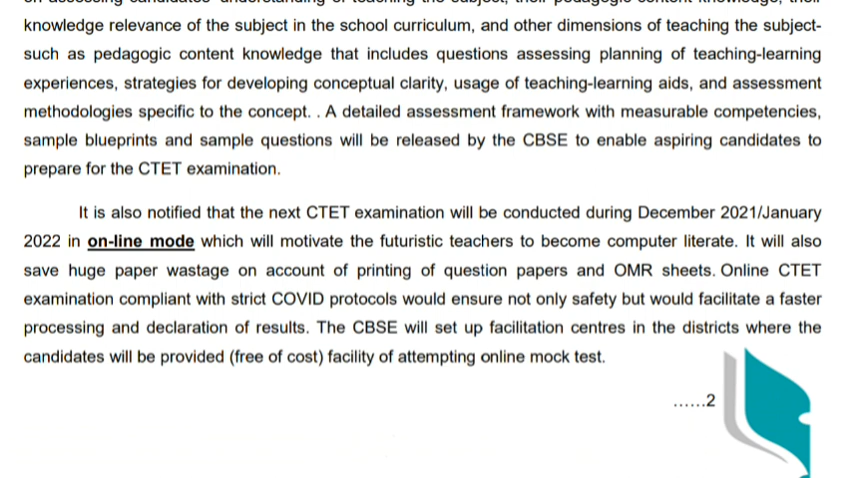 knowledge relevance of the subject in the school curriculum, and other dimensions of teaching the subject-
such as pedagogic content knowledge that includes questions assessing planning of teaching-learning
experiences, strategies for developing conceptual clarity, usage of teaching-learning aids, and assessment
methodologies specific to the concept. . A detailed assessment framework with measurable competencies,
sample blueprints and sample questions will be released by the CBSE to enable aspiring candidates to
prepare for the CTET examination.
It is also notified that the next CTET examination will be conducted during December 2021/January
2022 in on-line mode which will motivate the futuristic teachers to become computer literate. It will also
save huge paper wastage on account of printing of question papers and OMR sheets. Online CTET
examination compliant with strict COVID protocols would ensure not only safety but would facilitate a faster
processing and declaration of results. The CBSE will set up facilitation centres in the districts where the
candidates will be provided (free of cost) facility of attempting online mock test.
......2